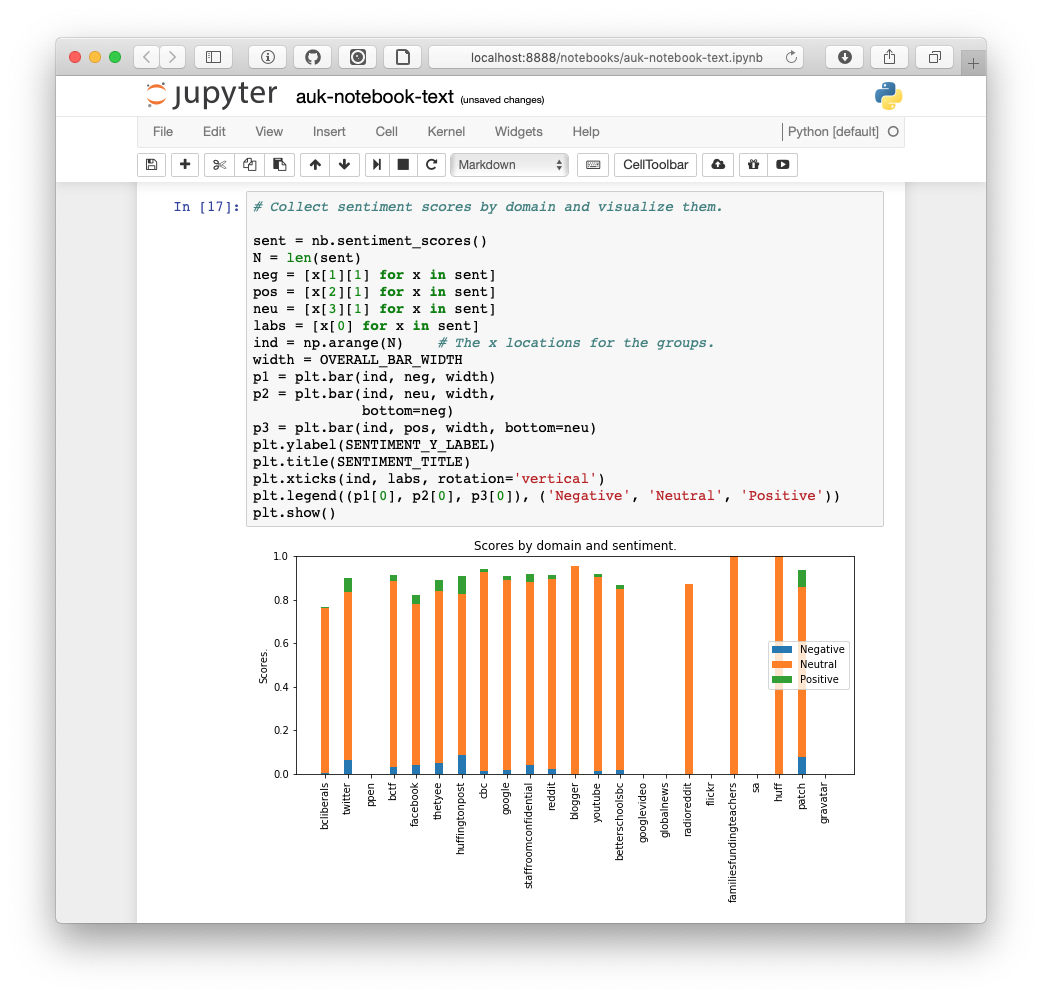 localhost:8888/notebooks/auk-notebook-text.ipynb
jupyter auk-notebook-text (unsaved changes)
File Edit View Insert Cell Kernel Widgets Help Python [default]
Markdown CellToolbar
In [17]: # Collect sentiment scores by domain and visualize them.
sent = nb.sentiment_scores()
N = len(sent)
neg = [x[1][1] for x in sent]
pos = [x[2][1] for x in sent]
neu = [x[3][1] for x in sent]
labs = [x[0] for x in sent]
ind = np.arange(N)    # The x locations for the groups.
width = OVERALL_BAR_WIDTH
p1 = plt.bar(ind, neg, width)
p2 = plt.bar(ind, neu, width,
             bottom=neg)
p3 = plt.bar(ind, pos, width, bottom=neu)
plt.ylabel(SENTIMENT_Y_LABEL)
plt.title(SENTIMENT_TITLE)
plt.xticks(ind, labs, rotation='vertical')
plt.legend((p1[0], p2[0], p3[0]), ('Negative', 'Neutral', 'Positive'))
plt.show()
Scores by domain and sentiment.
1.0
0.8
0.6
0.4
0.2
0.0
Scores.
Negative
Neutral
Positive
bcliberals
twitter
ppen
bctf
facebook
thetyee
huffingtonpost
cbc
google
staffroomconfidential
reddit
blogger
youtube
betterschoolsbc
googlevideo
globalnews
radioreddit
flickr
familiesfundingteachers
sa
huff
patch
gravatar